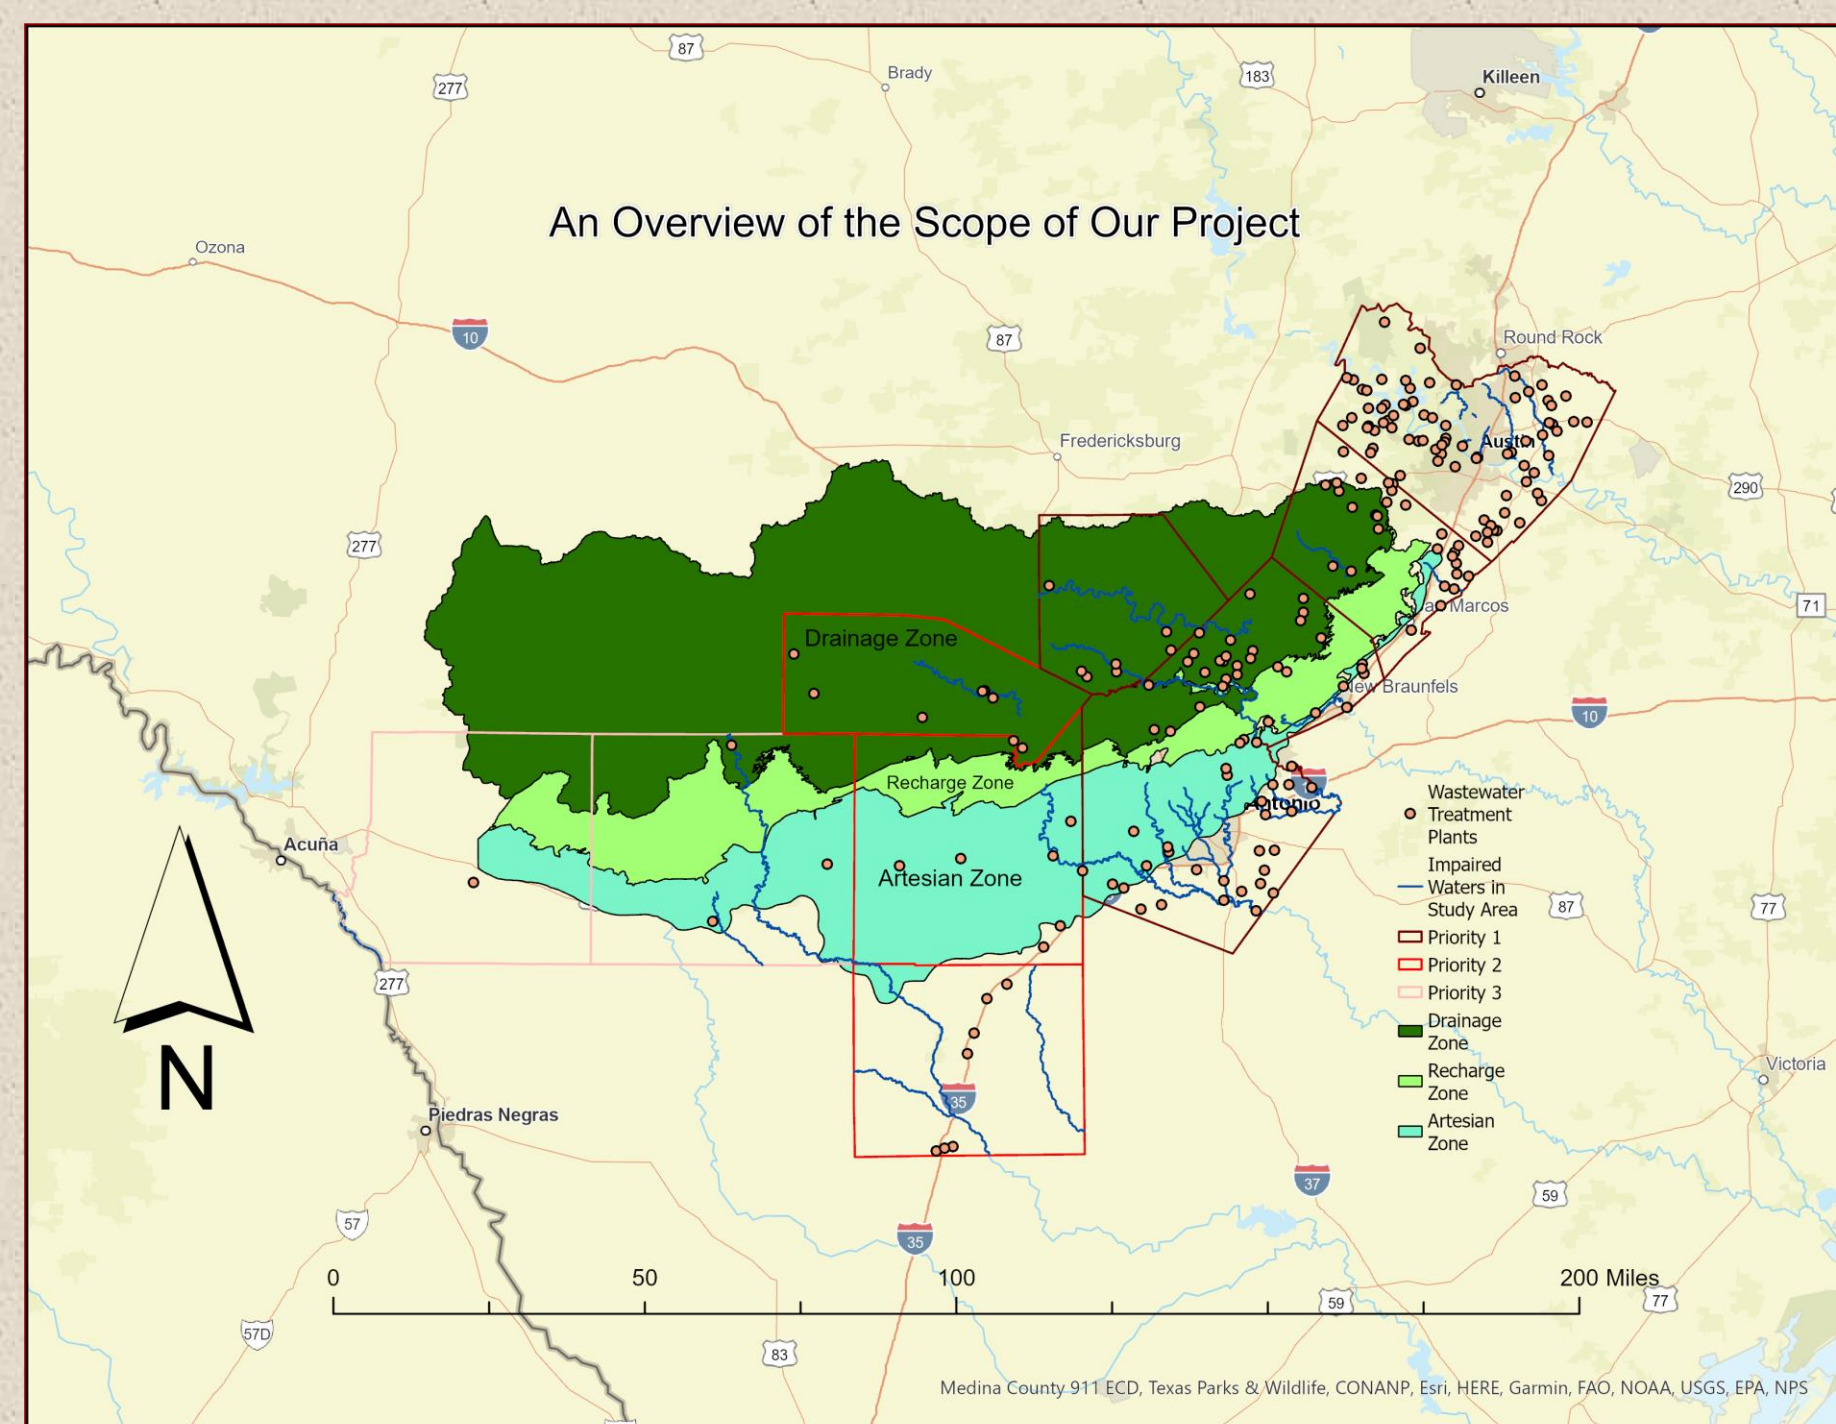 87
277
Brady
183
Killeen
An Overview of the Scope of Our Project
Ozona
10
87
Round Rock
Fredericksburg
Austin
290
277
Drainage Zone
San Marcos
71
New Braunfels
10
Recharge Zone
Wastewater
Treatment
Plants
Antonio
Acuña
Artesian Zone
Impaired
Waters in
Study Area
87
77
Priority 1
Priority 2
Priority 3
277
Drainage
Zone
Recharge
Zone
Victoria
35
N
Piedras Negras
Artesian
Zone
37
59
57
35
0
50
100
200 Miles
59
77
57D
83
Medina County 911 ECD, Texas Parks & Wildlife, CONANP, Esri, HERE, Garmin, FAO, NOAA, USGS, EPA, NPS